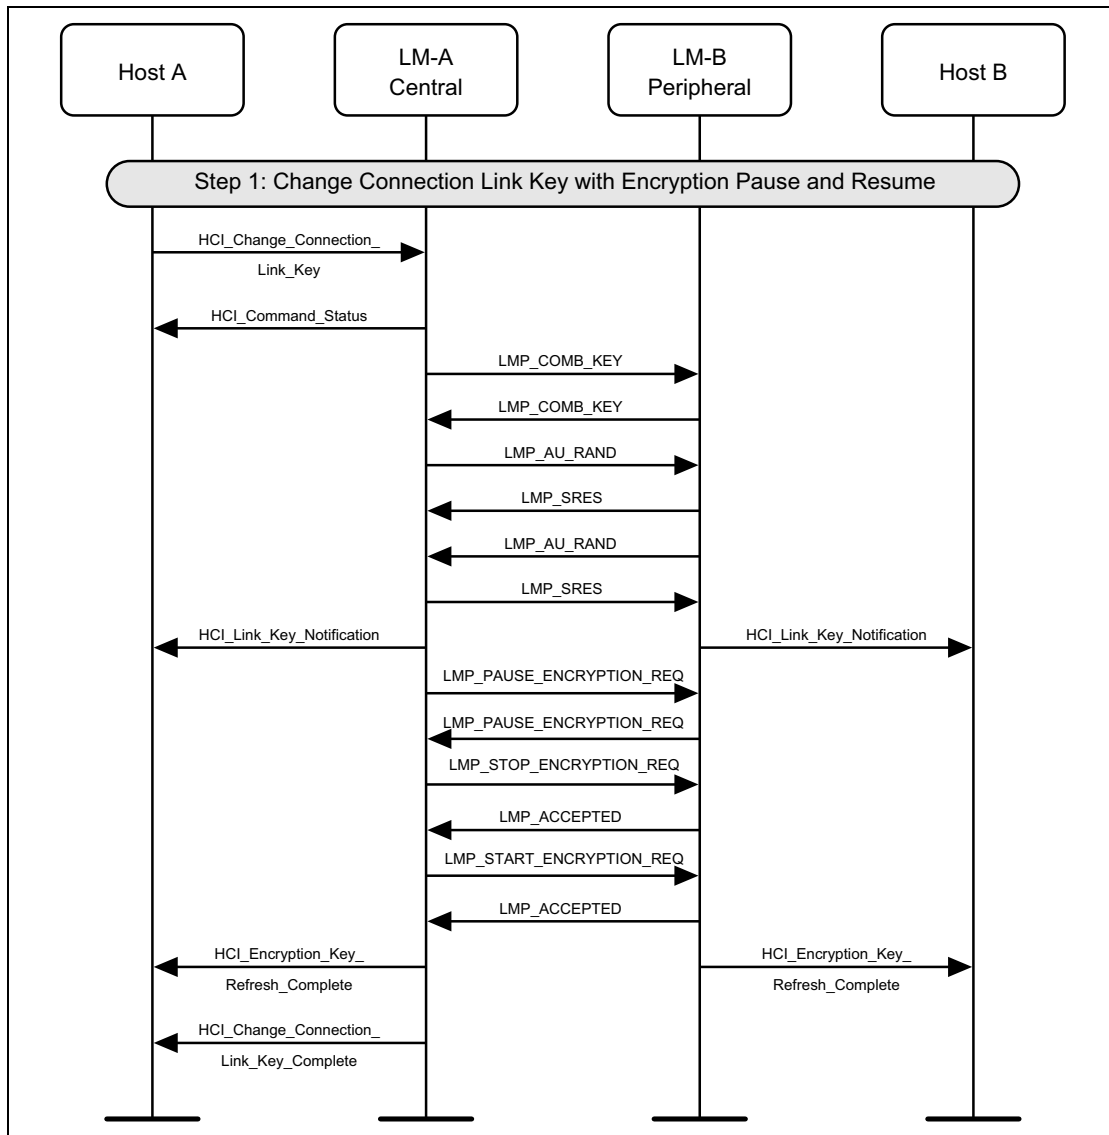 Host A
LM-A
Central
LM-B
Peripheral
Host B
Step 1: Change Connection Link Key with Encryption Pause and Resume
HCI_Change_Connection_
Link_Key
HCI_Command_Status
LMP_COMB_KEY
LMP_COMB_KEY
LMP_AU_RAND
LMP_SRES
LMP_AU_RAND
LMP_SRES
HCI_Link_Key_Notification
HCI_Link_Key_Notification
LMP_PAUSE_ENCRYPTION_REQ
LMP_PAUSE_ENCRYPTION_REQ
LMP_STOP_ENCRYPTION_REQ
LMP_ACCEPTED
LMP_START_ENCRYPTION_REQ
LMP_ACCEPTED
HCI_Encryption_Key_
Refresh_Complete
HCI_Encryption_Key_
Refresh_Complete
HCI_Change_Connection_
Link_Key_Complete